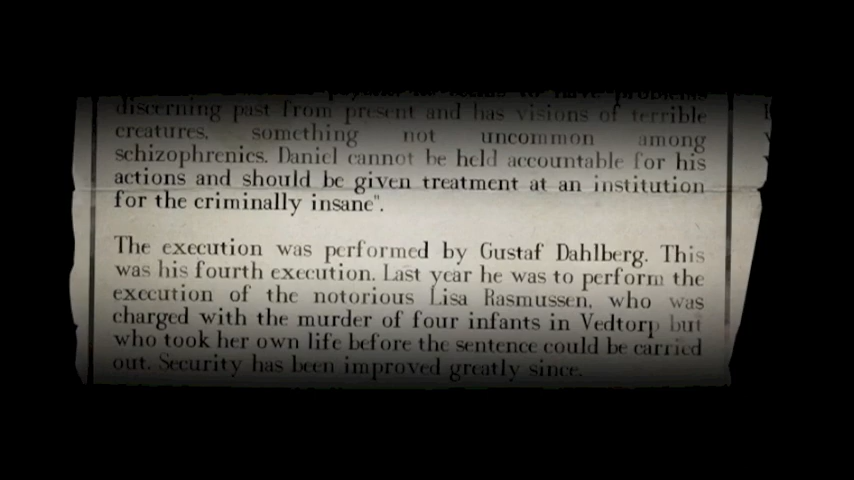 to have problems
discerning past from present and has visions of terrible
creatures, something not uncommon among
schizophrenics. Daniel cannot be held accountable for his
actions and should be given treatment at an institution
for the criminally insane".
The execution was performed by Gustaf Dahlberg. This
was his fourth execution. Last year he was to perform the
execution of the notorious Lisa Rasmussen, who was
charged with the murder of four infants in Vedtorp but
who took her own life before the sentence could be carried
out. Security has been improved greatly since.